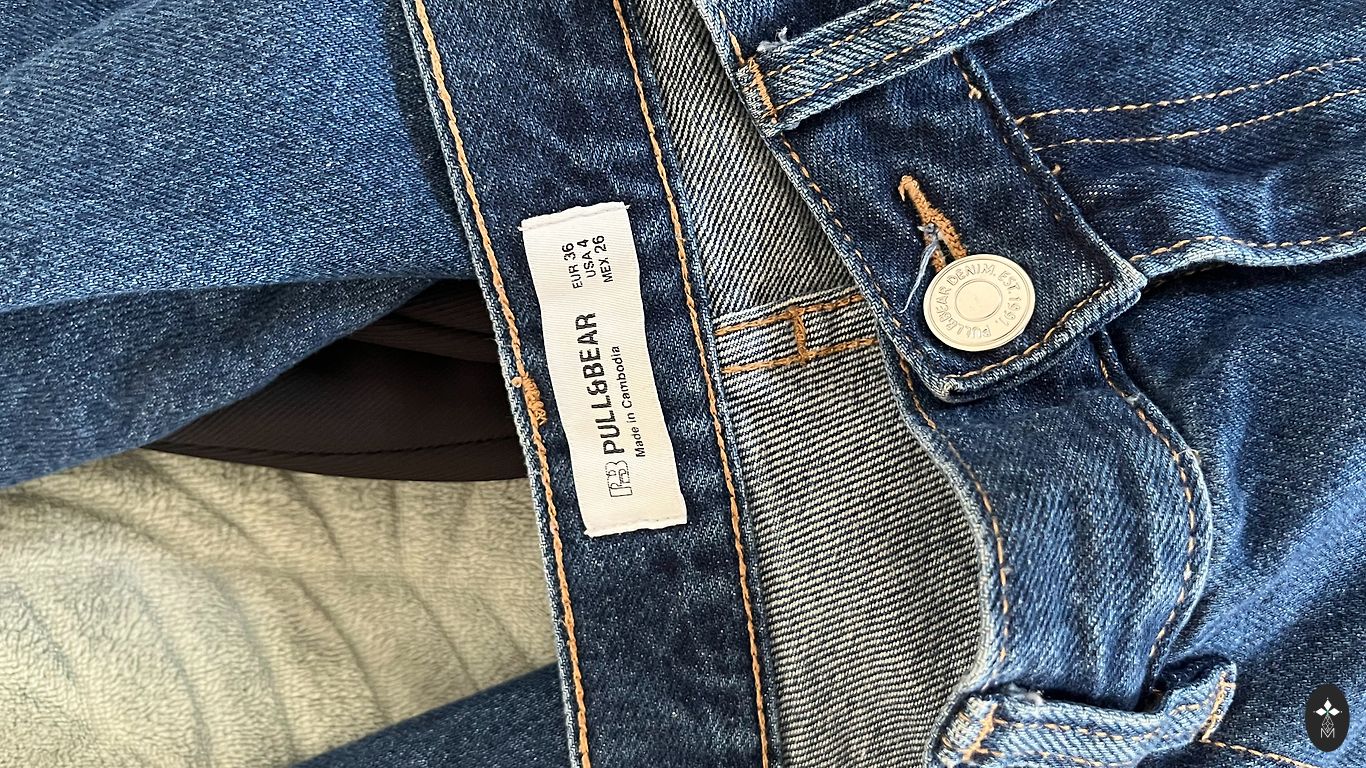 EUR 36
USA 4
MEX 26
PULL&BEAR
Made in Cambodia
PULL&BEAR DENIM. EST. 1991.
M